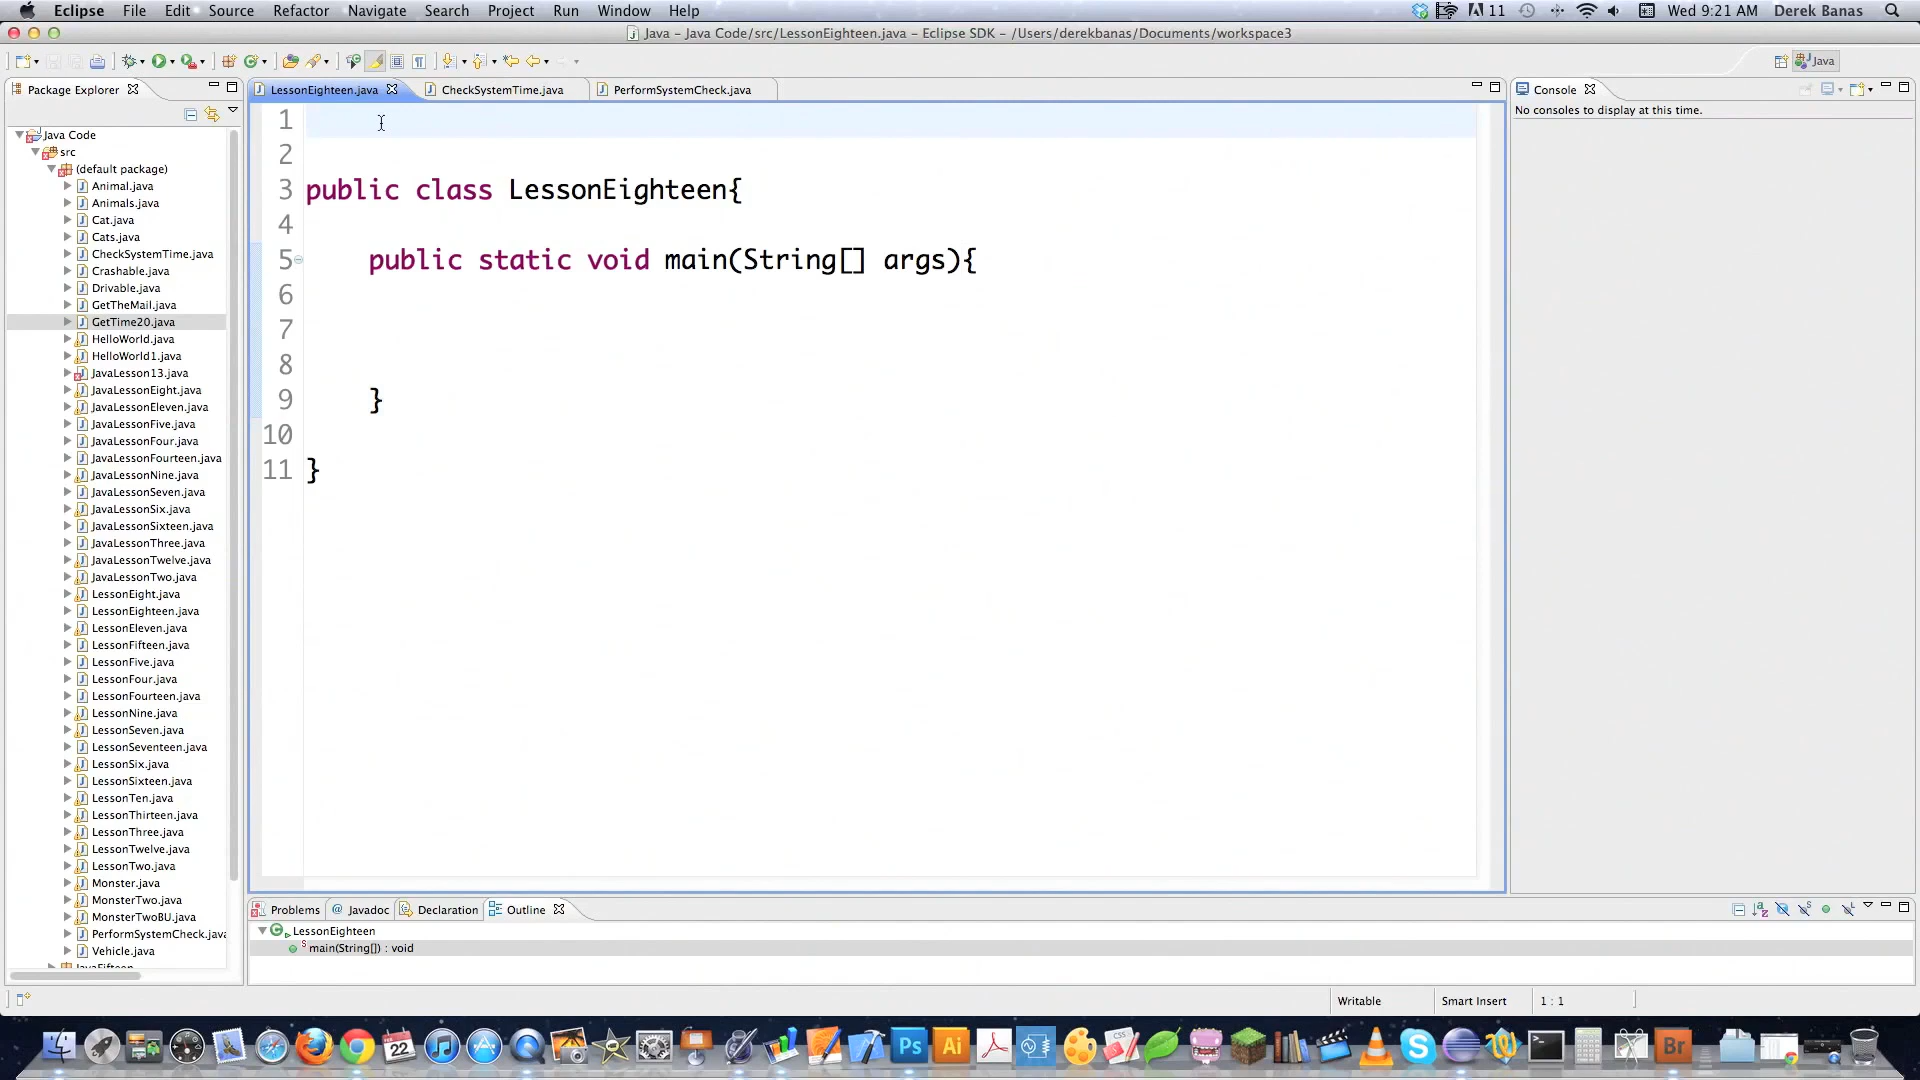 Eclipse File Edit Source Refactor Navigate Search Project Run Window Help 11 Wed 9:21 AM Derek Banas
Java – Java Code/src/LessonEighteen.java – Eclipse SDK – /Users/derekbanas/Documents/workspace3
Java
Package Explorer
LessonEighteen.java CheckSystemTime.java PerformSystemCheck.java
Console
No consoles to display at this time.
Java Code
src
(default package)
Animal.java
Animals.java
Cat.java
Cats.java
CheckSystemTime.java
Crashable.java
Drivable.java
GetTheMail.java
GetTime20.java
HelloWorld.java
HelloWorld1.java
JavaLesson13.java
JavaLessonEight.java
JavaLessonEleven.java
JavaLessonFive.java
JavaLessonFour.java
JavaLessonFourteen.java
JavaLessonNine.java
JavaLessonSeven.java
JavaLessonSix.java
JavaLessonSixteen.java
JavaLessonThree.java
JavaLessonTwelve.java
JavaLessonTwo.java
LessonEight.java
LessonEighteen.java
LessonEleven.java
LessonFifteen.java
LessonFive.java
LessonFour.java
LessonFourteen.java
LessonNine.java
LessonSeven.java
LessonSeventeen.java
LessonSix.java
LessonSixteen.java
LessonTen.java
LessonThirteen.java
LessonThree.java
LessonTwelve.java
LessonTwo.java
Monster.java
MonsterTwo.java
MonsterTwoBU.java
PerformSystemCheck.java
Vehicle.java
JavaFifteen
1
2
3 public class LessonEighteen{
4
5 public static void main(String[] args){
6
7
8
9 }
10
11 }
Problems @ Javadoc Declaration Outline
LessonEighteen
main(String[]) : void
Writable Smart Insert 1 : 1
22 Ps Ai CSS Br